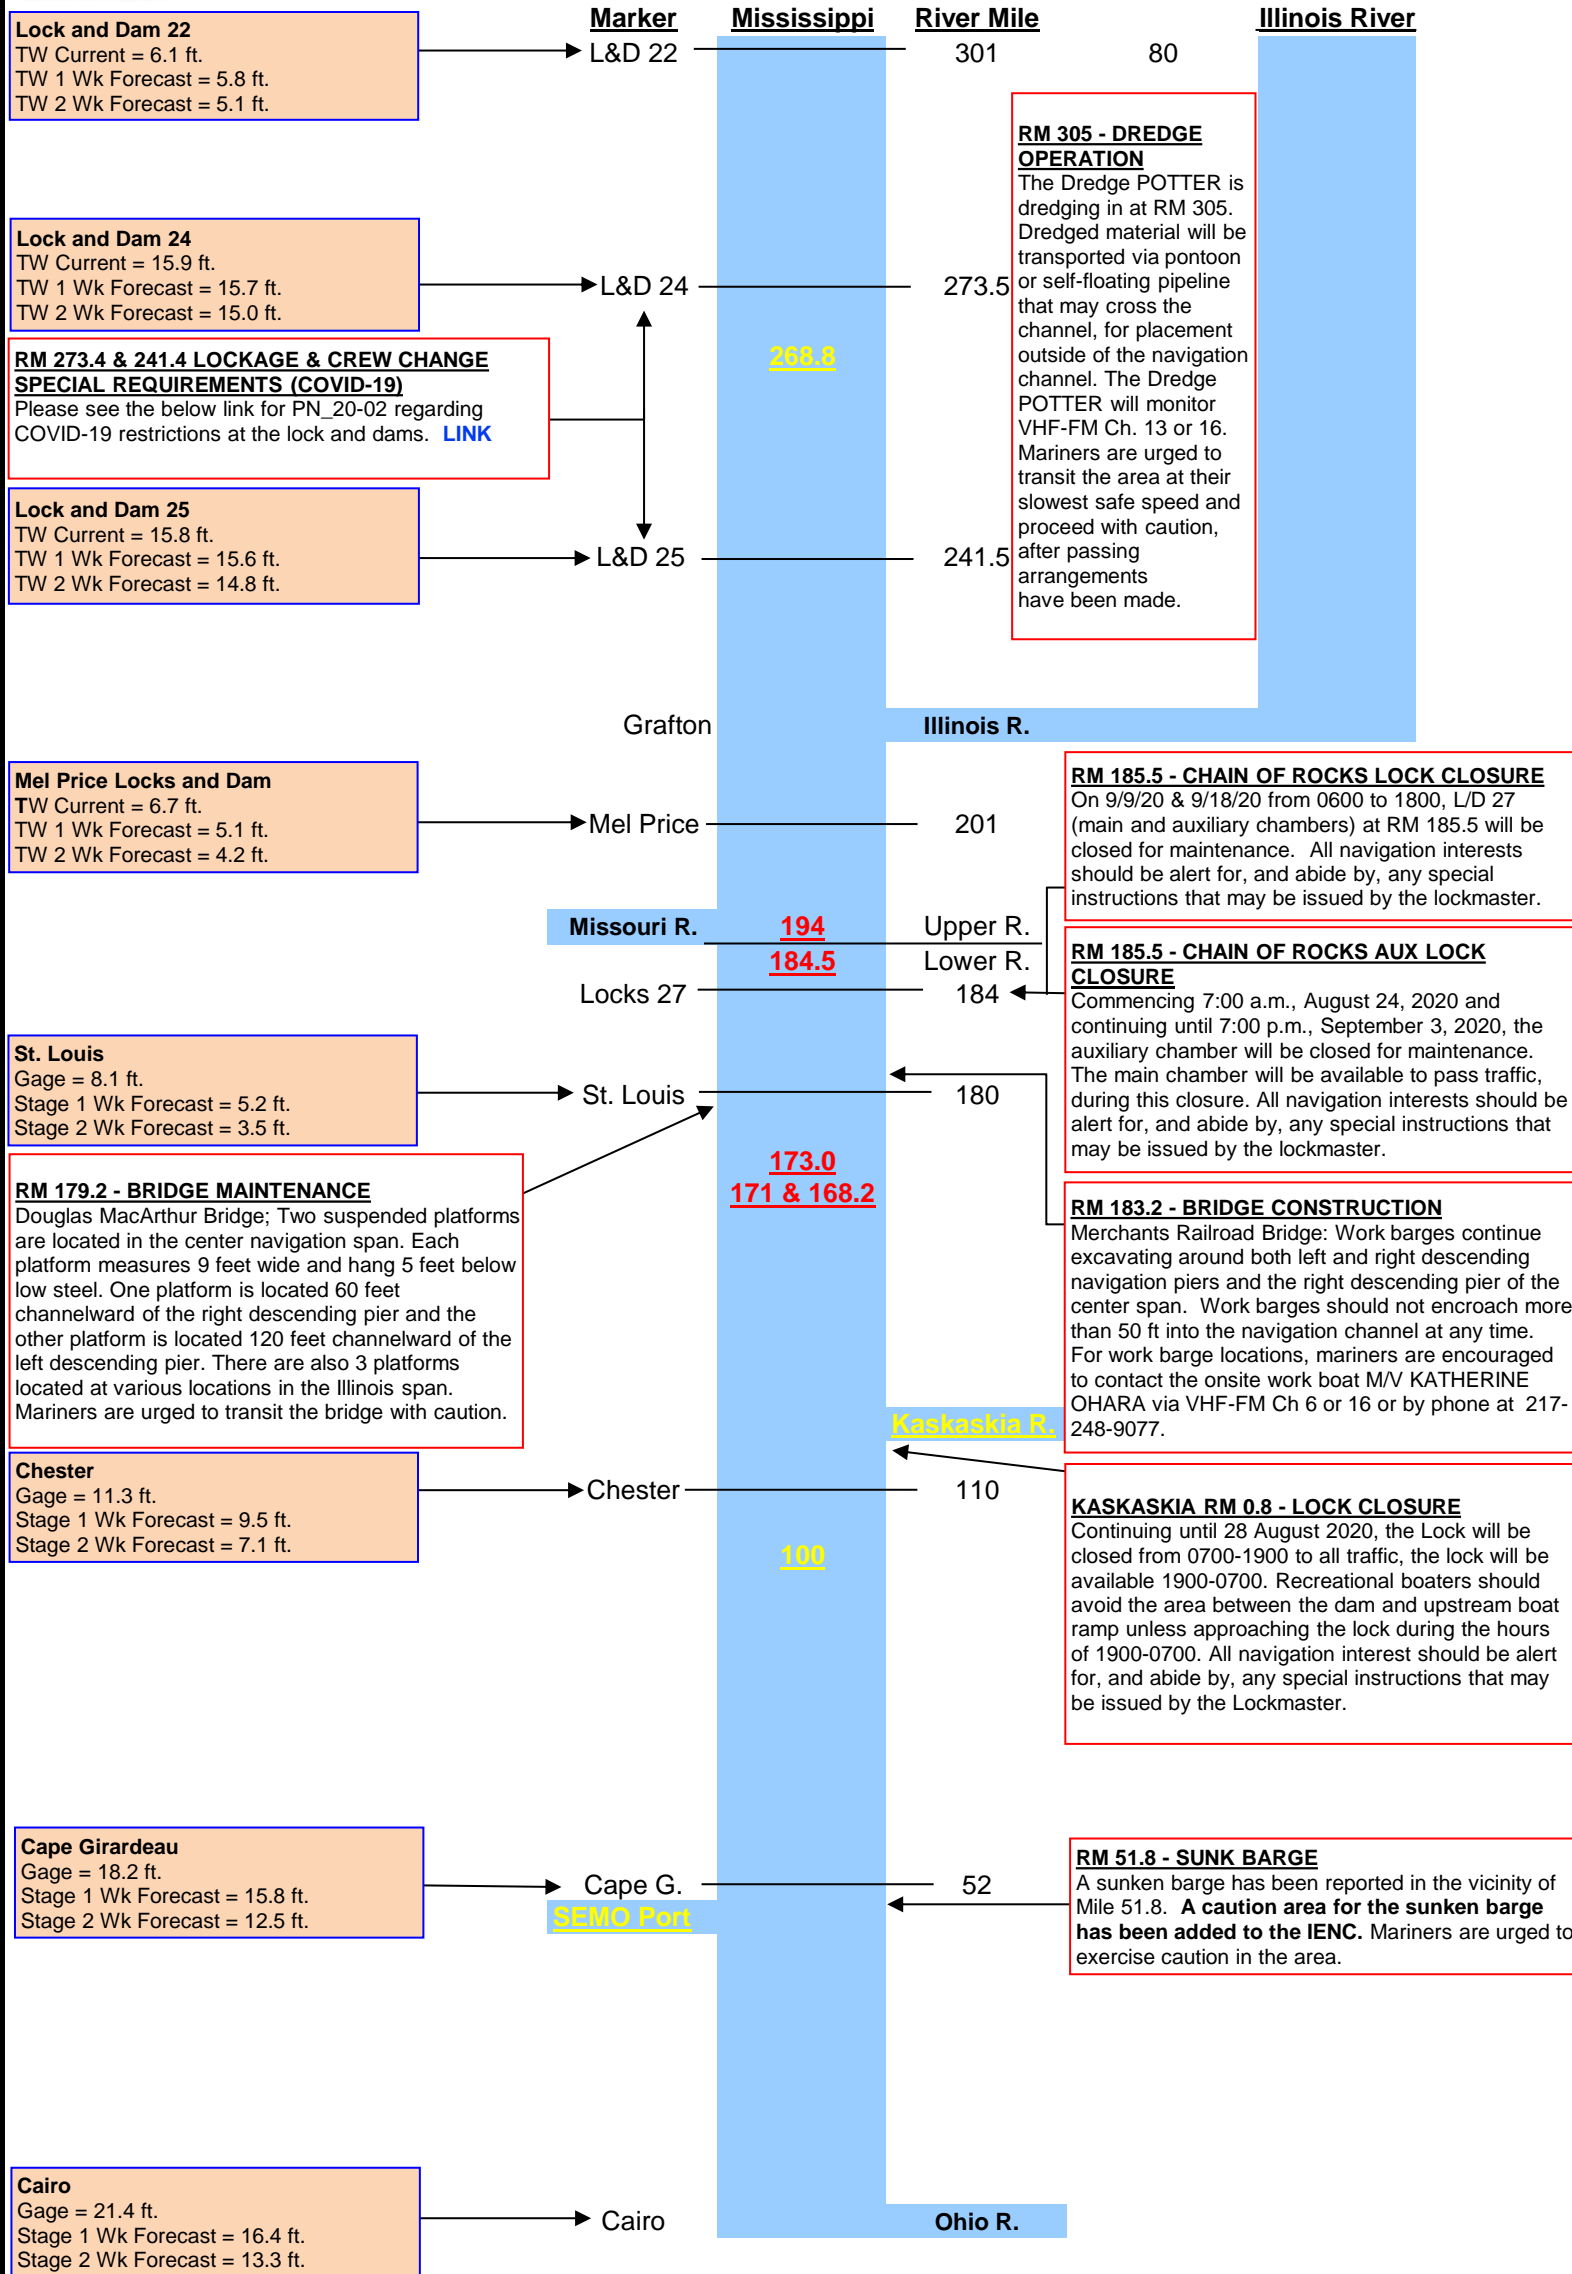 Marker Mississippi River Mile Illinois River
Lock and Dam 22
TW Current = 6.1 ft.
TW 1 Wk Forecast = 5.8 ft.
TW 2 Wk Forecast = 5.1 ft.
L&D 22 301 80
RM 305 - DREDGE
OPERATION
The Dredge POTTER is
dredging in at RM 305.
Dredged material will be
transported via pontoon
or self-floating pipeline
that may cross the
channel, for placement
outside of the navigation
channel. The Dredge
POTTER will monitor
VHF-FM Ch. 13 or 16.
Mariners are urged to
transit the area at their
slowest safe speed and
proceed with caution,
after passing
arrangements
have been made.
Lock and Dam 24
TW Current = 15.9 ft.
TW 1 Wk Forecast = 15.7 ft.
TW 2 Wk Forecast = 15.0 ft.
L&D 24 273.5
268.8
RM 273.4 & 241.4 LOCKAGE & CREW CHANGE
SPECIAL REQUIREMENTS (COVID-19)
Please see the below link for PN_20-02 regarding
COVID-19 restrictions at the lock and dams. LINK
Lock and Dam 25
TW Current = 15.8 ft.
TW 1 Wk Forecast = 15.6 ft.
TW 2 Wk Forecast = 14.8 ft.
L&D 25 241.5
Grafton Illinois R.
Mel Price Locks and Dam
TW Current = 6.7 ft.
TW 1 Wk Forecast = 5.1 ft.
TW 2 Wk Forecast = 4.2 ft.
Mel Price 201
RM 185.5 - CHAIN OF ROCKS LOCK CLOSURE
On 9/9/20 & 9/18/20 from 0600 to 1800, L/D 27
(main and auxiliary chambers) at RM 185.5 will be
closed for maintenance. All navigation interests
should be alert for, and abide by, any special
instructions that may be issued by the lockmaster.
Missouri R. 194 Upper R.
184.5 Lower R.
Locks 27 184
RM 185.5 - CHAIN OF ROCKS AUX LOCK
CLOSURE
Commencing 7:00 a.m., August 24, 2020 and
continuing until 7:00 p.m., September 3, 2020, the
auxiliary chamber will be closed for maintenance.
The main chamber will be available to pass traffic,
during this closure. All navigation interests should be
alert for, and abide by, any special instructions that
may be issued by the lockmaster.
St. Louis
Gage = 8.1 ft.
Stage 1 Wk Forecast = 5.2 ft.
Stage 2 Wk Forecast = 3.5 ft.
St. Louis 180
173.0
171 & 168.2
RM 179.2 - BRIDGE MAINTENANCE
Douglas MacArthur Bridge; Two suspended platforms
are located in the center navigation span. Each
platform measures 9 feet wide and hang 5 feet below
low steel. One platform is located 60 feet
channelward of the right descending pier and the
other platform is located 120 feet channelward of the
left descending pier. There are also 3 platforms
located at various locations in the Illinois span.
Mariners are urged to transit the bridge with caution.
RM 183.2 - BRIDGE CONSTRUCTION
Merchants Railroad Bridge: Work barges continue
excavating around both left and right descending
navigation piers and the right descending pier of the
center span. Work barges should not encroach more
than 50 ft into the navigation channel at any time.
For work barge locations, mariners are encouraged
to contact the onsite work boat M/V KATHERINE
OHARA via VHF-FM Ch 6 or 16 or by phone at 217-
248-9077.
Kaskaskia R.
Chester
Gage = 11.3 ft.
Stage 1 Wk Forecast = 9.5 ft.
Stage 2 Wk Forecast = 7.1 ft.
Chester 110
100
KASKASKIA RM 0.8 - LOCK CLOSURE
Continuing until 28 August 2020, the Lock will be
closed from 0700-1900 to all traffic, the lock will be
available 1900-0700. Recreational boaters should
avoid the area between the dam and upstream boat
ramp unless approaching the lock during the hours
of 1900-0700. All navigation interest should be alert
for, and abide by, any special instructions that may
be issued by the Lockmaster.
Cape Girardeau
Gage = 18.2 ft.
Stage 1 Wk Forecast = 15.8 ft.
Stage 2 Wk Forecast = 12.5 ft.
Cape G. 52
SEMO Port
RM 51.8 - SUNK BARGE
A sunken barge has been reported in the vicinity of
Mile 51.8. A caution area for the sunken barge
has been added to the IENC. Mariners are urged to
exercise caution in the area.
Cairo
Gage = 21.4 ft.
Stage 1 Wk Forecast = 16.4 ft.
Stage 2 Wk Forecast = 13.3 ft.
Cairo Ohio R.